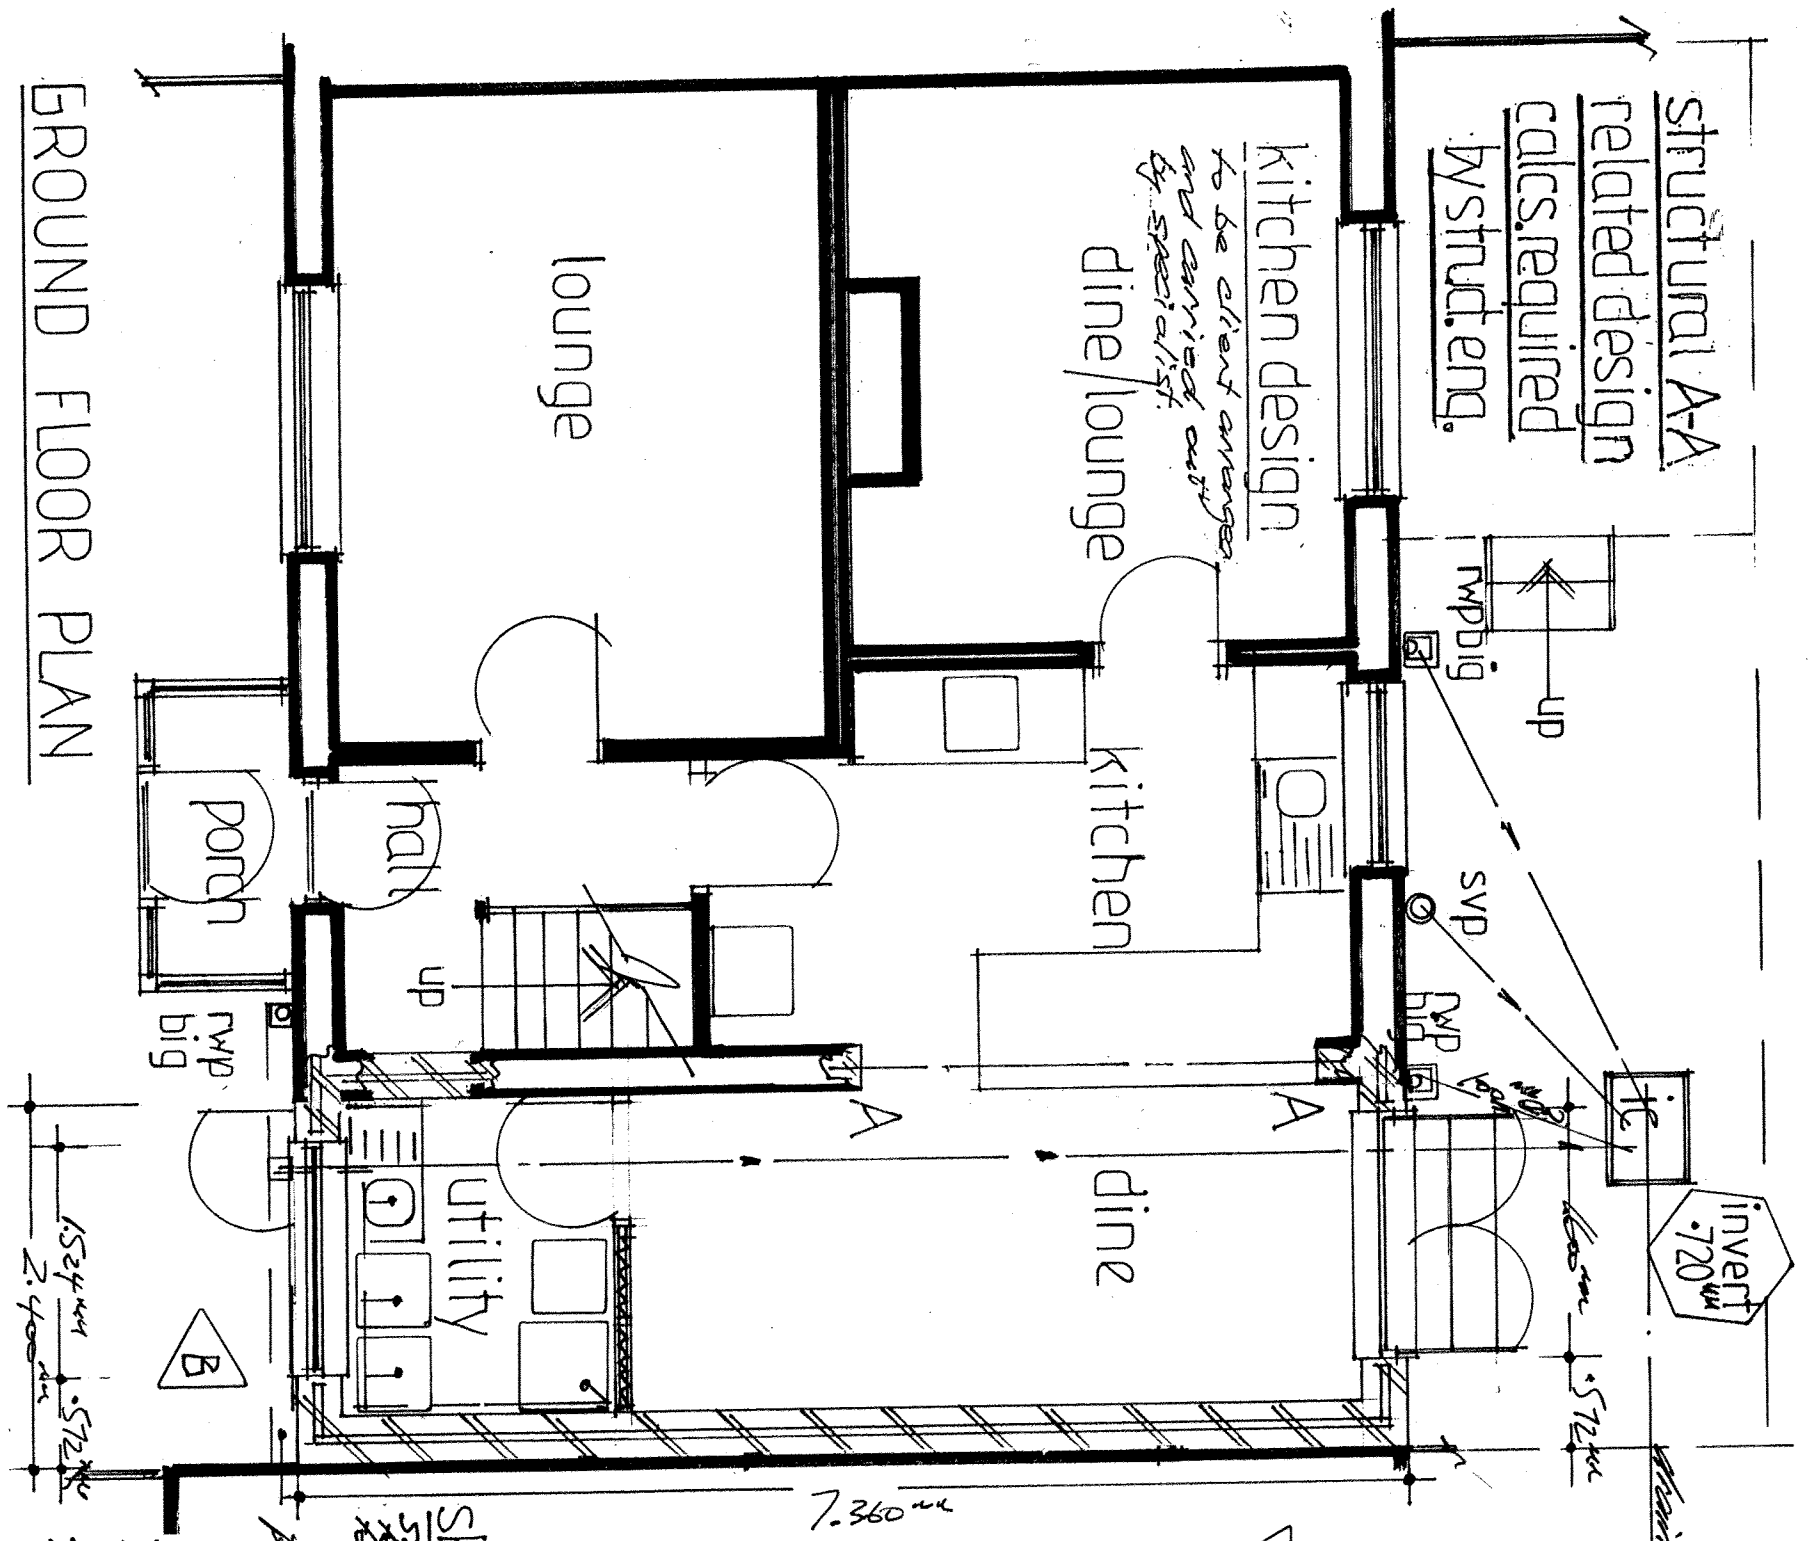 structural A-A
related design
calcs. required
by struct. eng.
kitchen design
to be client arranged
and carried out
by specialist.
dine/lounge
lounge
GROUND FLOOR PLAN
rwp big
up
kitchen
svp
hall
porch
up
rwp
big
rwp
big
ic
A
A
dine
utility
invert
.720
B
1.524
2.400
.572
.572
7.360